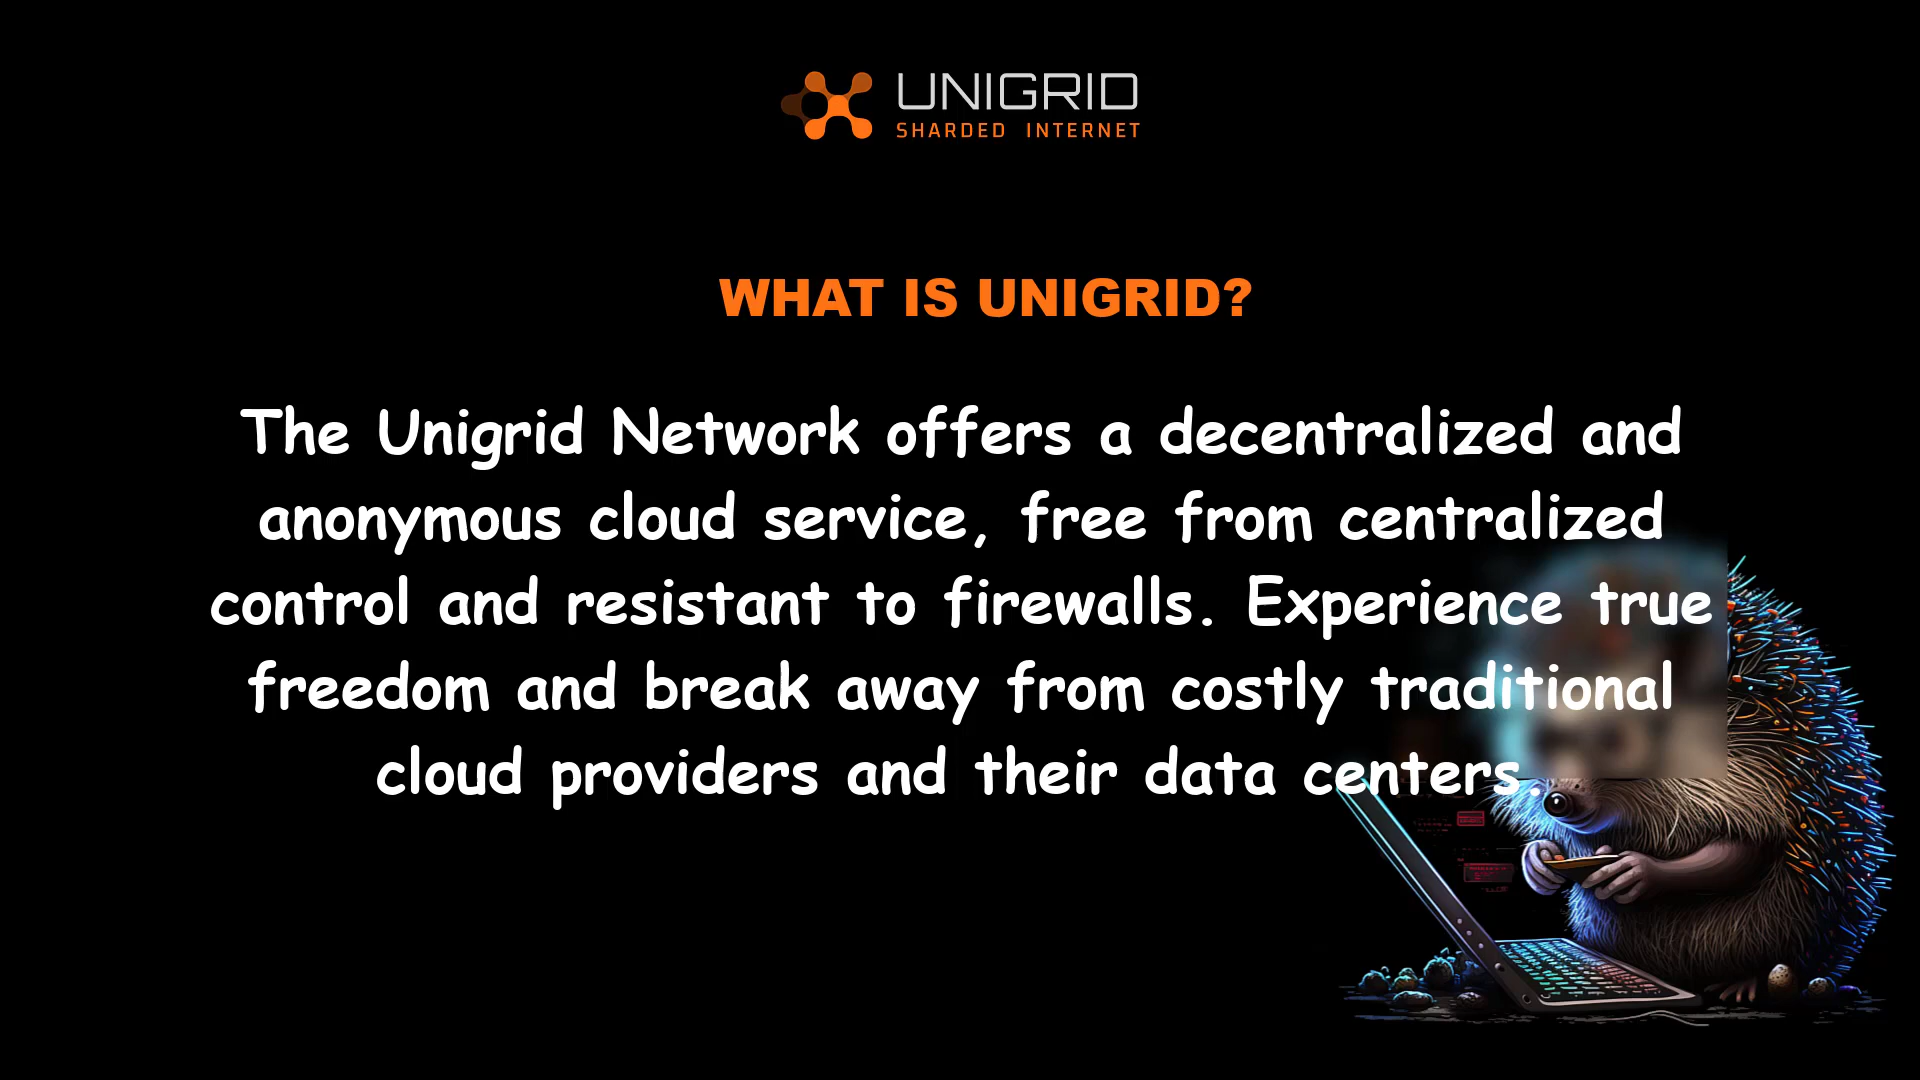 UNIGRID
SHARDED INTERNET
WHAT IS UNIGRID?
The Unigrid Network offers a decentralized and
anonymous cloud service, free from centralized
control and resistant to firewalls. Experience true
freedom and break away from costly traditional
cloud providers and their data centers.